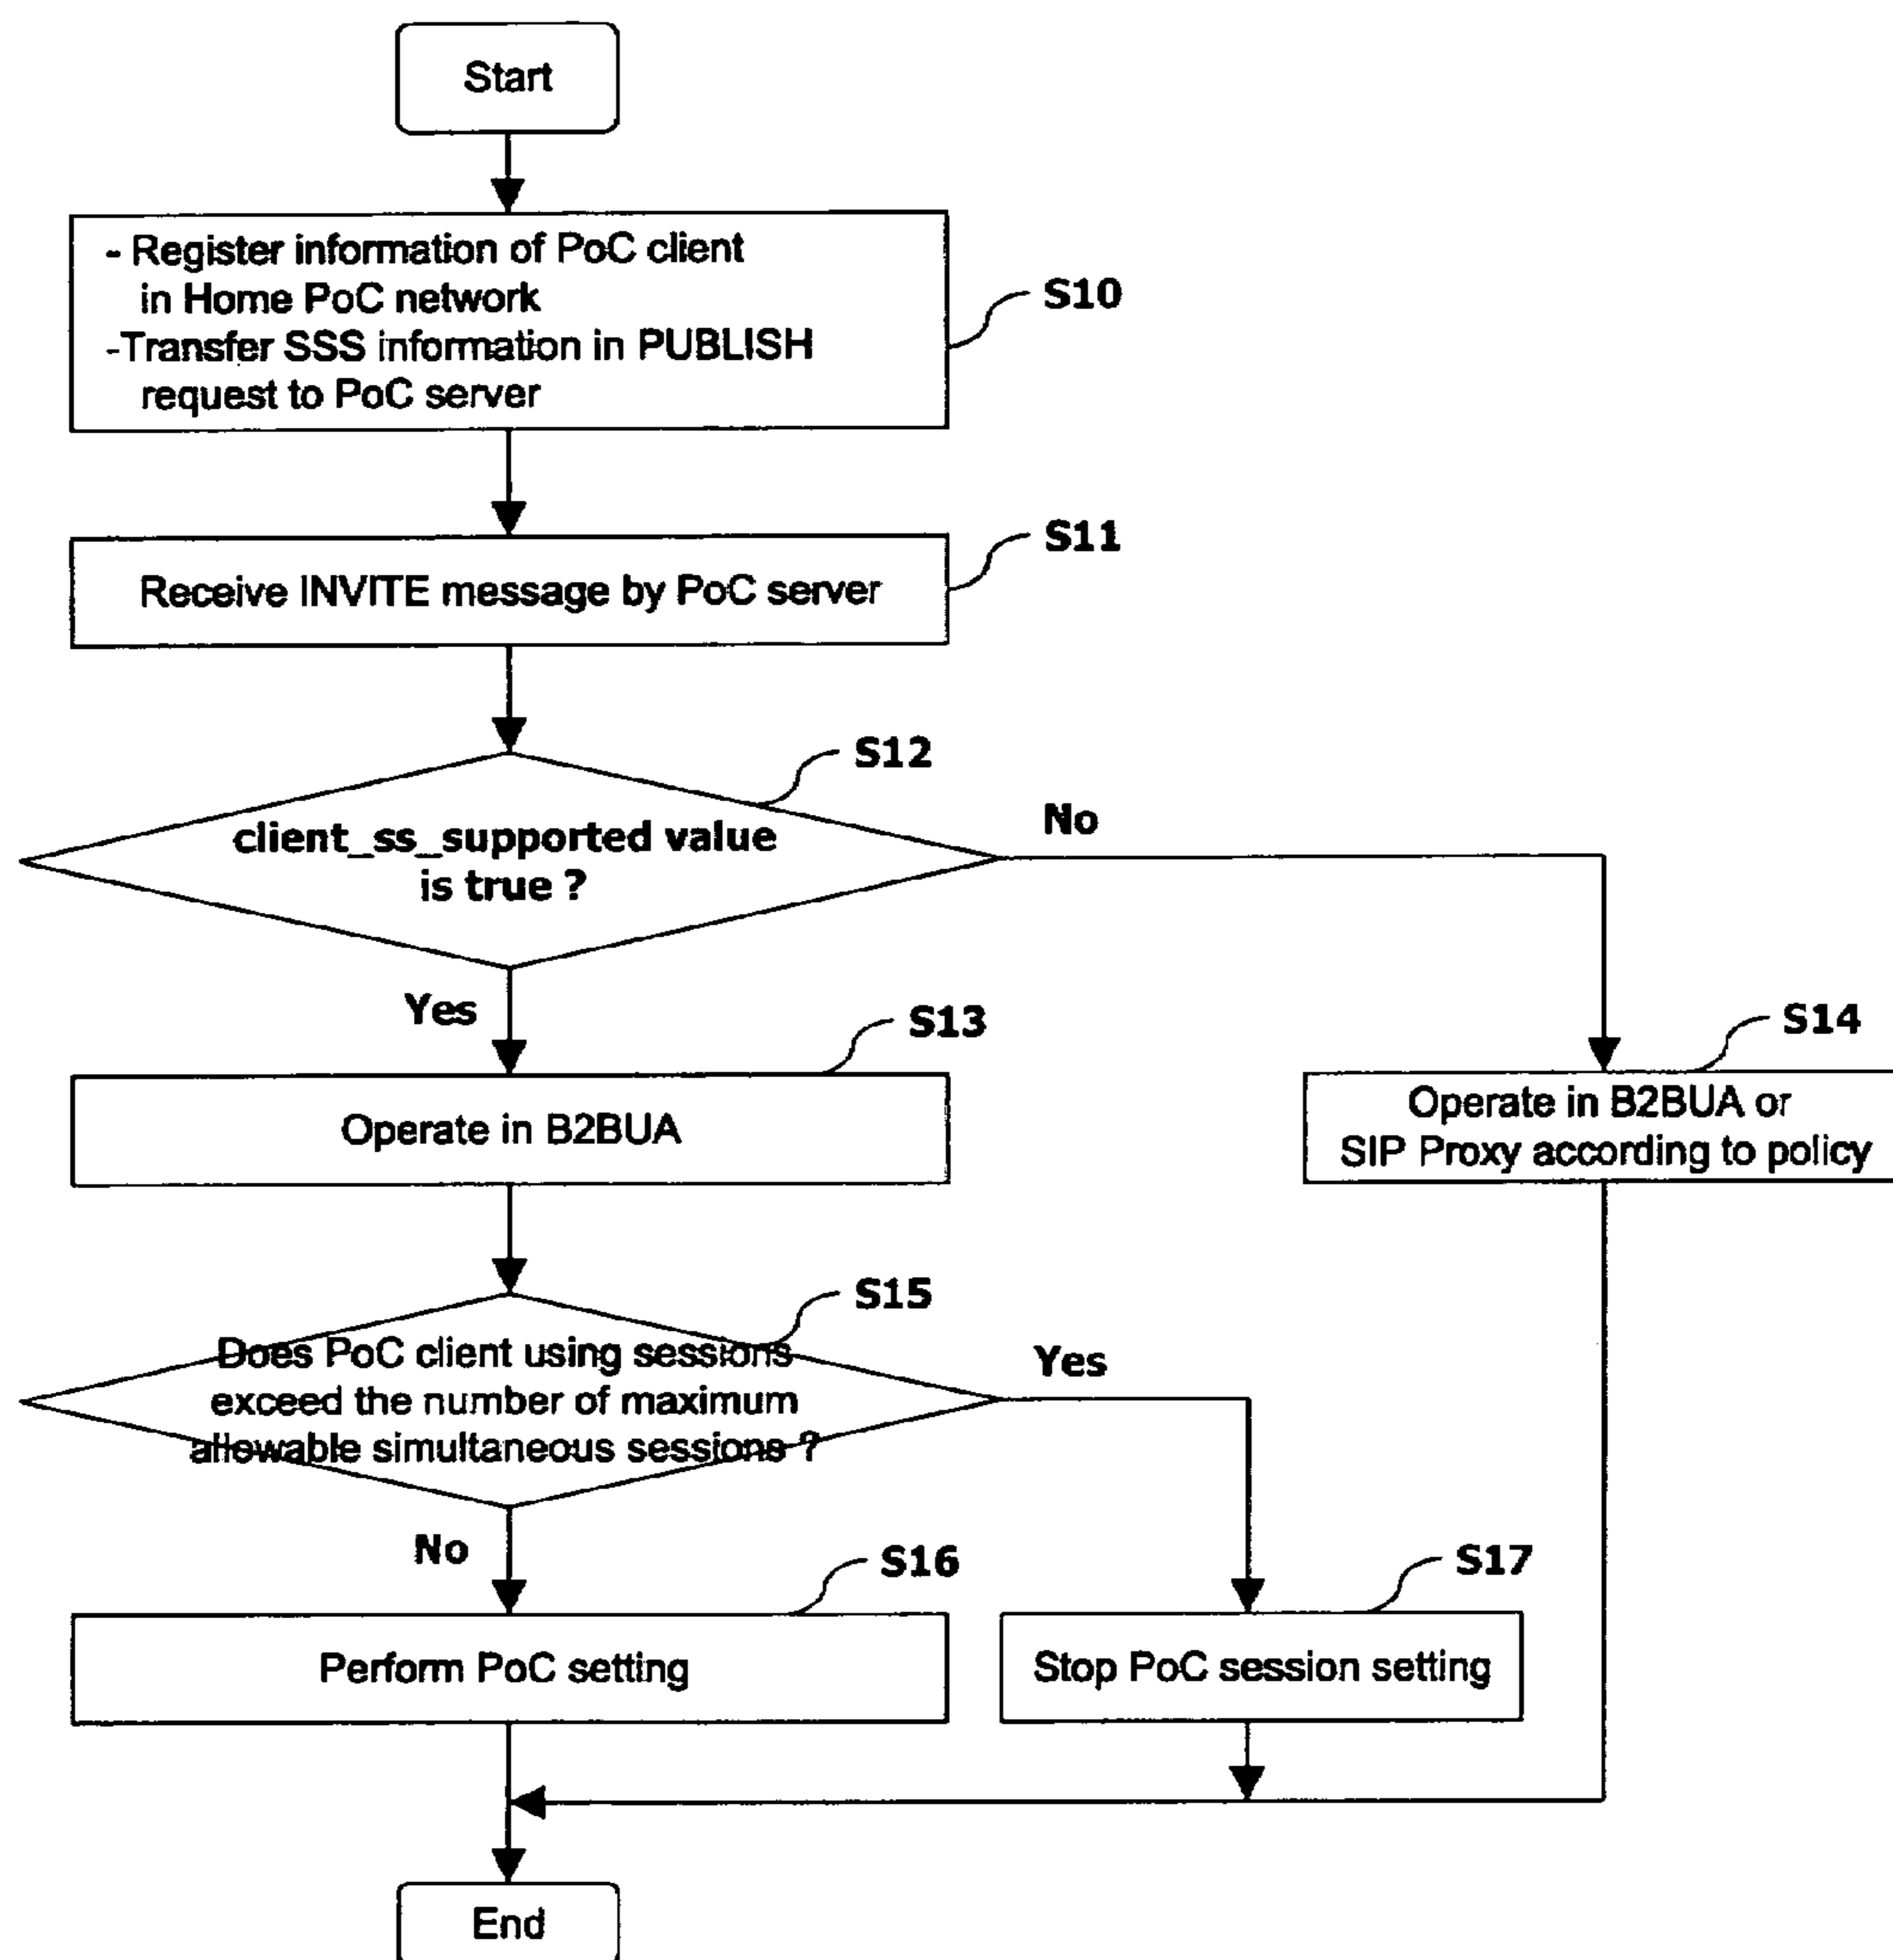 Start
- Register information of PoC client
in Home PoC network
-Transfer SSS information in PUBLISH
request to PoC server
S10
Receive INVITE message by PoC server
S11
S12
client_ss_supported value
is true ?
No
Yes
S13
Operate in B2BUA
S14
Operate in B2BUA or
SIP Proxy according to policy
S15
Does PoC client using sessions
exceed the number of maximum
allowable simultaneous sessions ?
Yes
No
S16
Perform PoC setting
S17
Stop PoC session setting
End